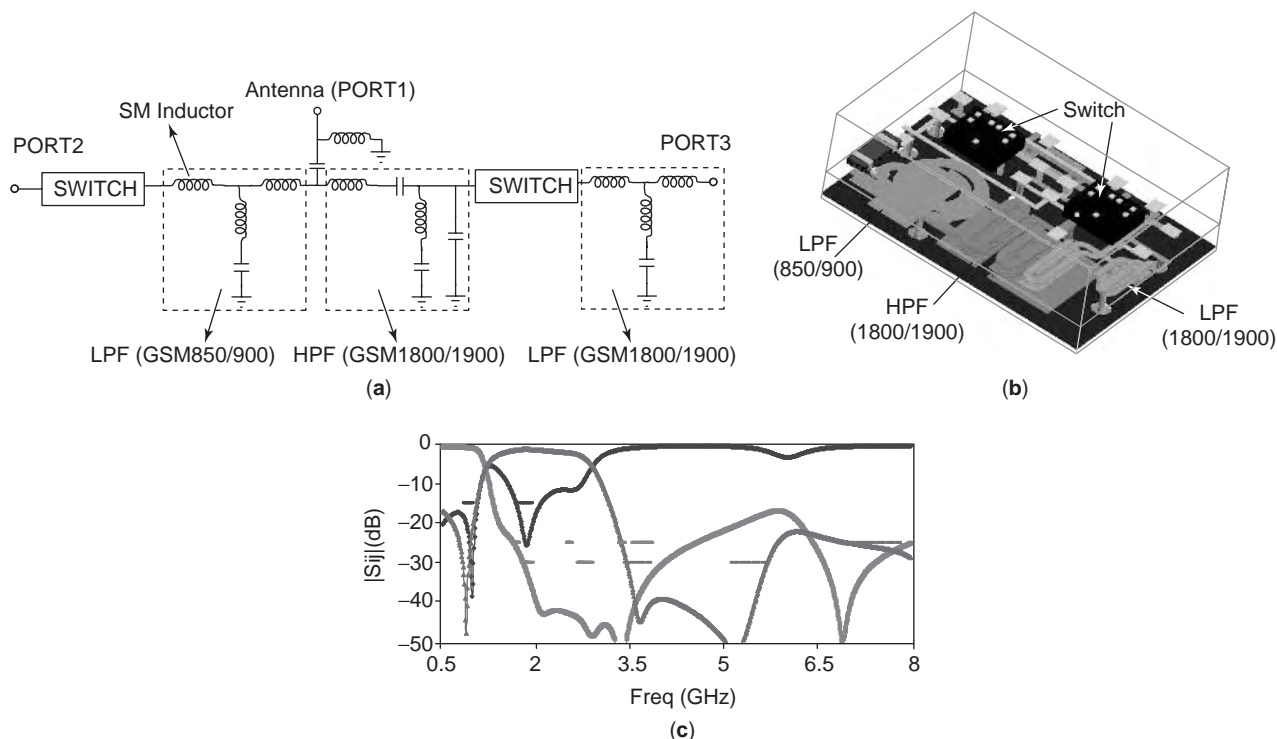 Antenna (PORT1)
SM Inductor
PORT2
PORT3
SWITCH
SWITCH
LPF (GSM850/900)
HPF (GSM1800/1900)
LPF (GSM1800/1900)
(a)
Switch
LPF
(850/900)
HPF
(1800/1900)
LPF
(1800/1900)
(b)
|Sij|(dB)
0
−10
−20
−30
−40
−50
0.5
2
3.5
5
6.5
8
Freq (GHz)
(c)